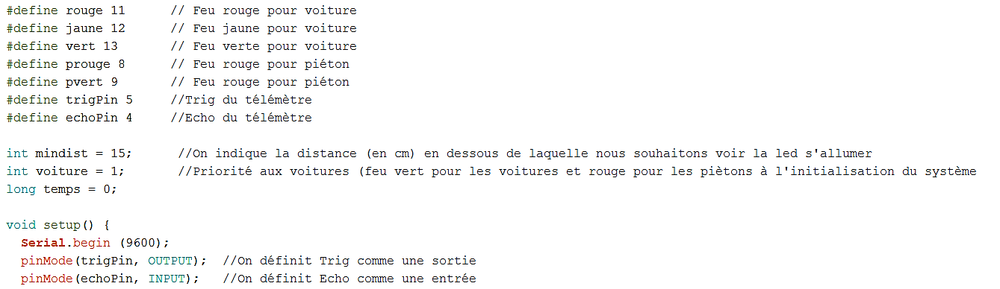 #define rouge 11      // Feu rouge pour voiture
#define jaune 12      // Feu jaune pour voiture
#define vert 13       // Feu verte pour voiture
#define prouge 8      // Feu rouge pour piéton
#define pvert 9       // Feu rouge pour piéton
#define trigPin 5     //Trig du télémètre
#define echoPin 4     //Echo du télémètre

int mindist = 15;      //On indique la distance (en cm) en dessous de laquelle nous souhaitons voir la led s'allumer
int voiture = 1;       //Priorité aux voitures (feu vert pour les voitures et rouge pour les piètons à l'initialisation du système
long temps = 0;

void setup() {
  Serial.begin (9600);
  pinMode(trigPin, OUTPUT);  //On définit Trig comme une sortie
  pinMode(echoPin, INPUT);   //On définit Echo comme une entrée